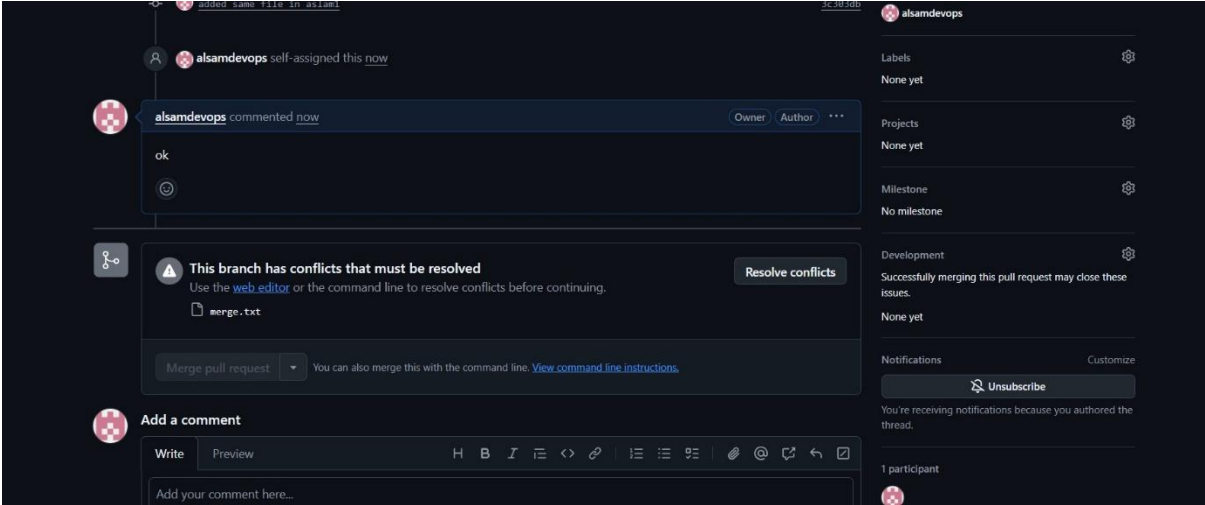 added same file in aslam1
3c303db
alsamdevops self-assigned this now
alsamdevops commented now
Owner
Author
ok
This branch has conflicts that must be resolved
Use the web editor or the command line to resolve conflicts before continuing.
merge.txt
Resolve conflicts
Merge pull request
You can also merge this with the command line. View command line instructions.
Add a comment
Write
Preview
Add your comment here...
alsamdevops
Labels
None yet
Projects
None yet
Milestone
No milestone
Development
Successfully merging this pull request may close these
issues.
None yet
Notifications
Customize
Unsubscribe
You're receiving notifications because you authored the
thread.
1 participant